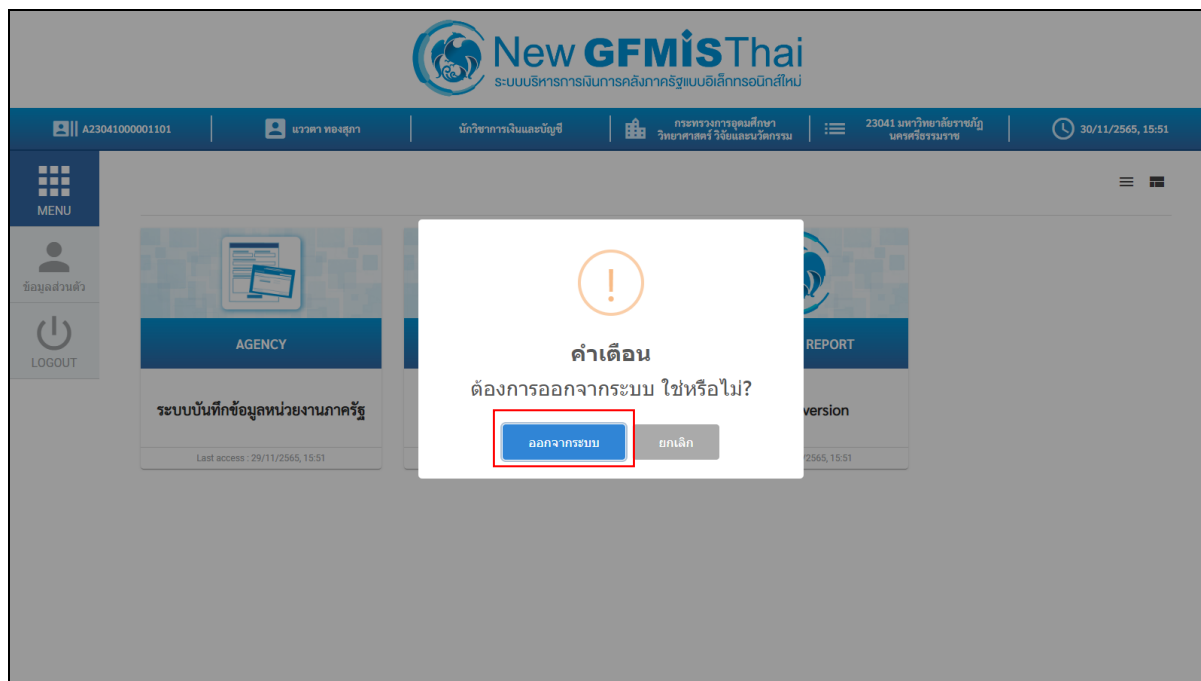 New GFMIS Thai
ระบบบริหารการเงินการคลังภาครัฐแบบอิเล็กทรอนิกส์ใหม่
A23041000001101
แววตา ทองสุภา
นักวิชาการเงินและบัญชี
กระทรวงการอุดมศึกษา
วิทยาศาสตร์ วิจัยและนวัตกรรม
23041 มหาวิทยาลัยราชภัฏ
นครศรีธรรมราช
30/11/2565, 15:51
MENU
ข้อมูลส่วนตัว
LOGOUT
AGENCY
ระบบบันทึกข้อมูลหน่วยงานภาครัฐ
Last access : 29/11/2565, 15:51
REPORT
version
/2565, 15:51
!
คำเตือน
ต้องการออกจากระบบ ใช่หรือไม่?
ออกจากระบบ
ยกเลิก